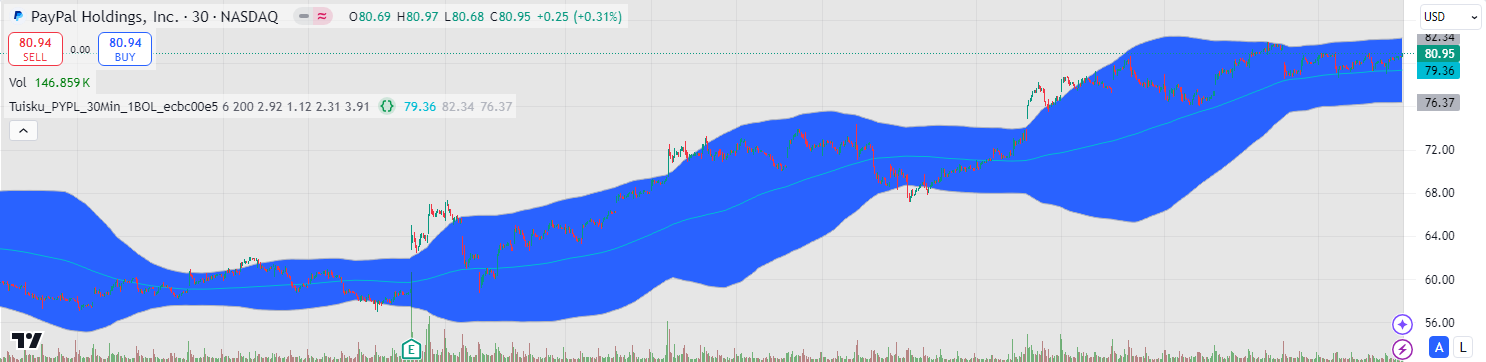 PayPal Holdings, Inc. · 30 · NASDAQ O80.69 H80.97 L80.68 C80.95 +0.25 (+0.31%)
USD
80.94 SELL 0.00 80.94 BUY
Vol 146.859 K
Tuisku_PYPL_30Min_1BOL_ecbc00e5 6 200 2.92 1.12 2.31 3.91 {} 79.36 82.34 76.37
82.34
80.95
79.36
76.37
72.00
68.00
64.00
60.00
56.00
E
A L